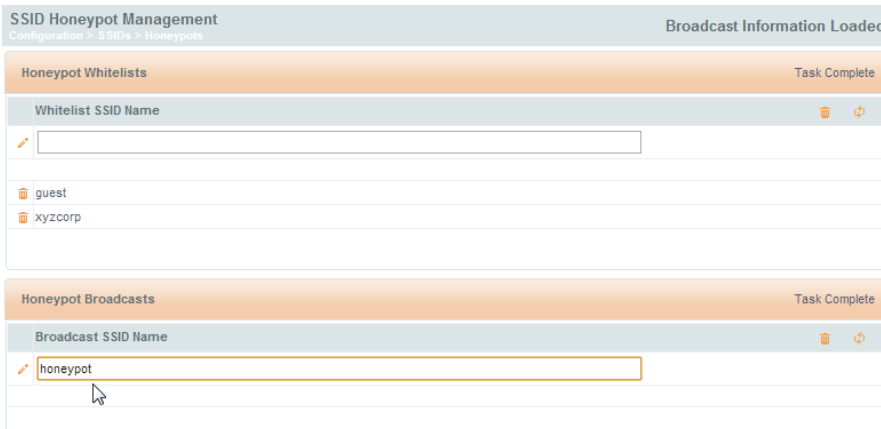 SSID Honeypot Management
Configuration > SSIDs > Honeypots
Broadcast Information Loaded
Honeypot Whitelists
Task Complete
Whitelist SSID Name
guest
xyzcorp
Honeypot Broadcasts
Task Complete
Broadcast SSID Name
honeypot